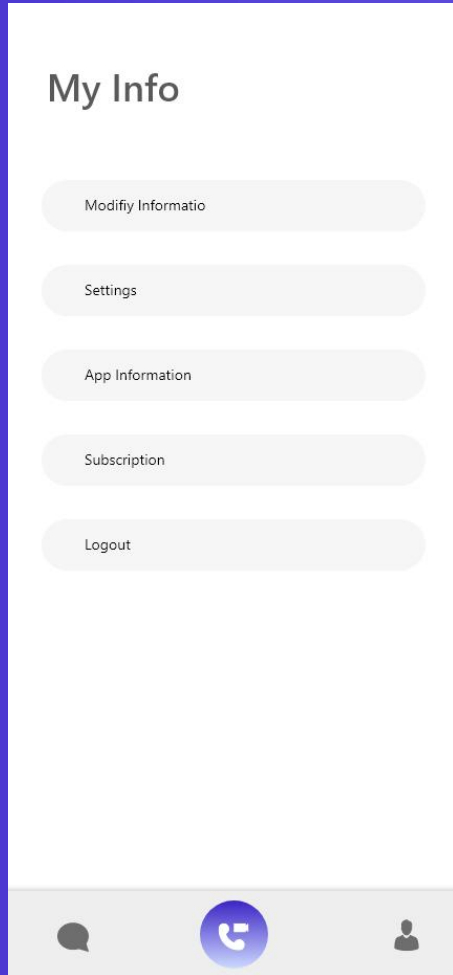 My Info
Modifiy Informatio
Settings
App Information
Subscription
Logout